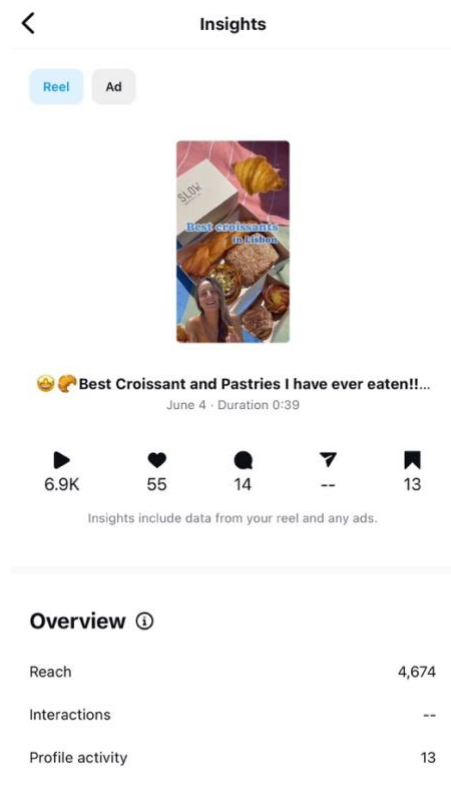 Insights
Reel Ad
SLOW
Best croissants
in Lisbon
🤩🥐Best Croissant and Pastries I have ever eaten!!...
June 4 · Duration 0:39
6.9K 55 14 -- 13
Insights include data from your reel and any ads.
Overview
Reach 4,674
Interactions --
Profile activity 13